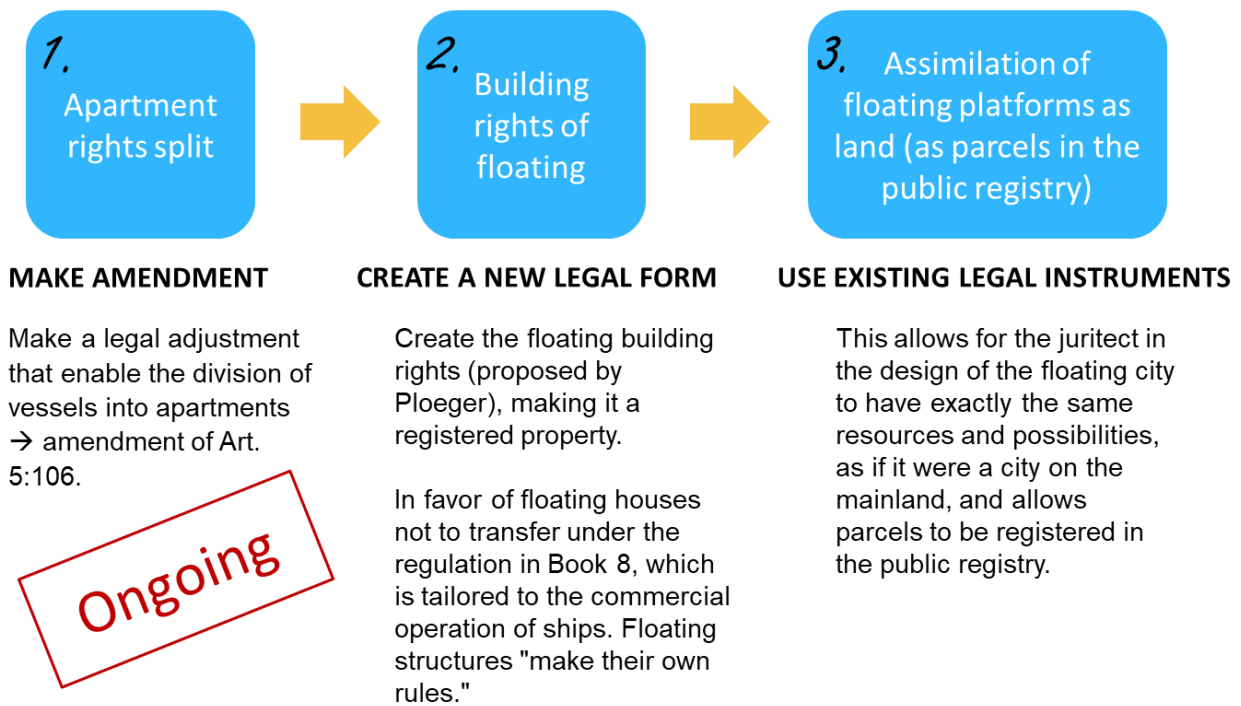 1.
Apartment
rights split
2.
Building
rights of
floating
3.
Assimilation of
floating platforms as
land (as parcels in the
public registry)
MAKE AMENDMENT
Make a legal adjustment
that enable the division of
vessels into apartments
→ amendment of Art.
5:106.
Ongoing
CREATE A NEW LEGAL FORM
Create the floating building
rights (proposed by
Ploeger), making it a
registered property.
In favor of floating houses
not to transfer under the
regulation in Book 8, which
is tailored to the commercial
operation of ships. Floating
structures "make their own
rules."
USE EXISTING LEGAL INSTRUMENTS
This allows for the juritect in
the design of the floating city
to have exactly the same
resources and possibilities,
as if it were a city on the
mainland, and allows
parcels to be registered in
the public registry.